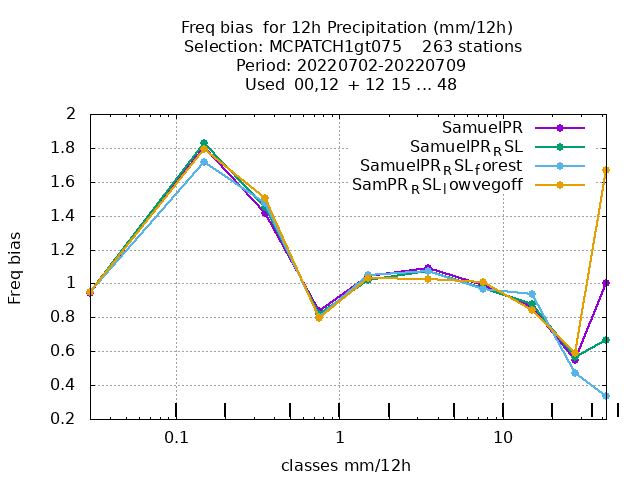 Freq bias  for 12h Precipitation (mm/12h)
Selection: MCPATCH1gt075    263 stations
Period: 20220702-20220709
Used  00,12  + 12 15 ... 48
SamuelPR
SamuelPR_RSL
SamuelPR_RSL_forest
SamPR_RSL_lowvegoff
2
1.8
1.6
1.4
1.2
1
0.8
0.6
0.4
0.2
Freq bias
0.1 1 10
classes mm/12h